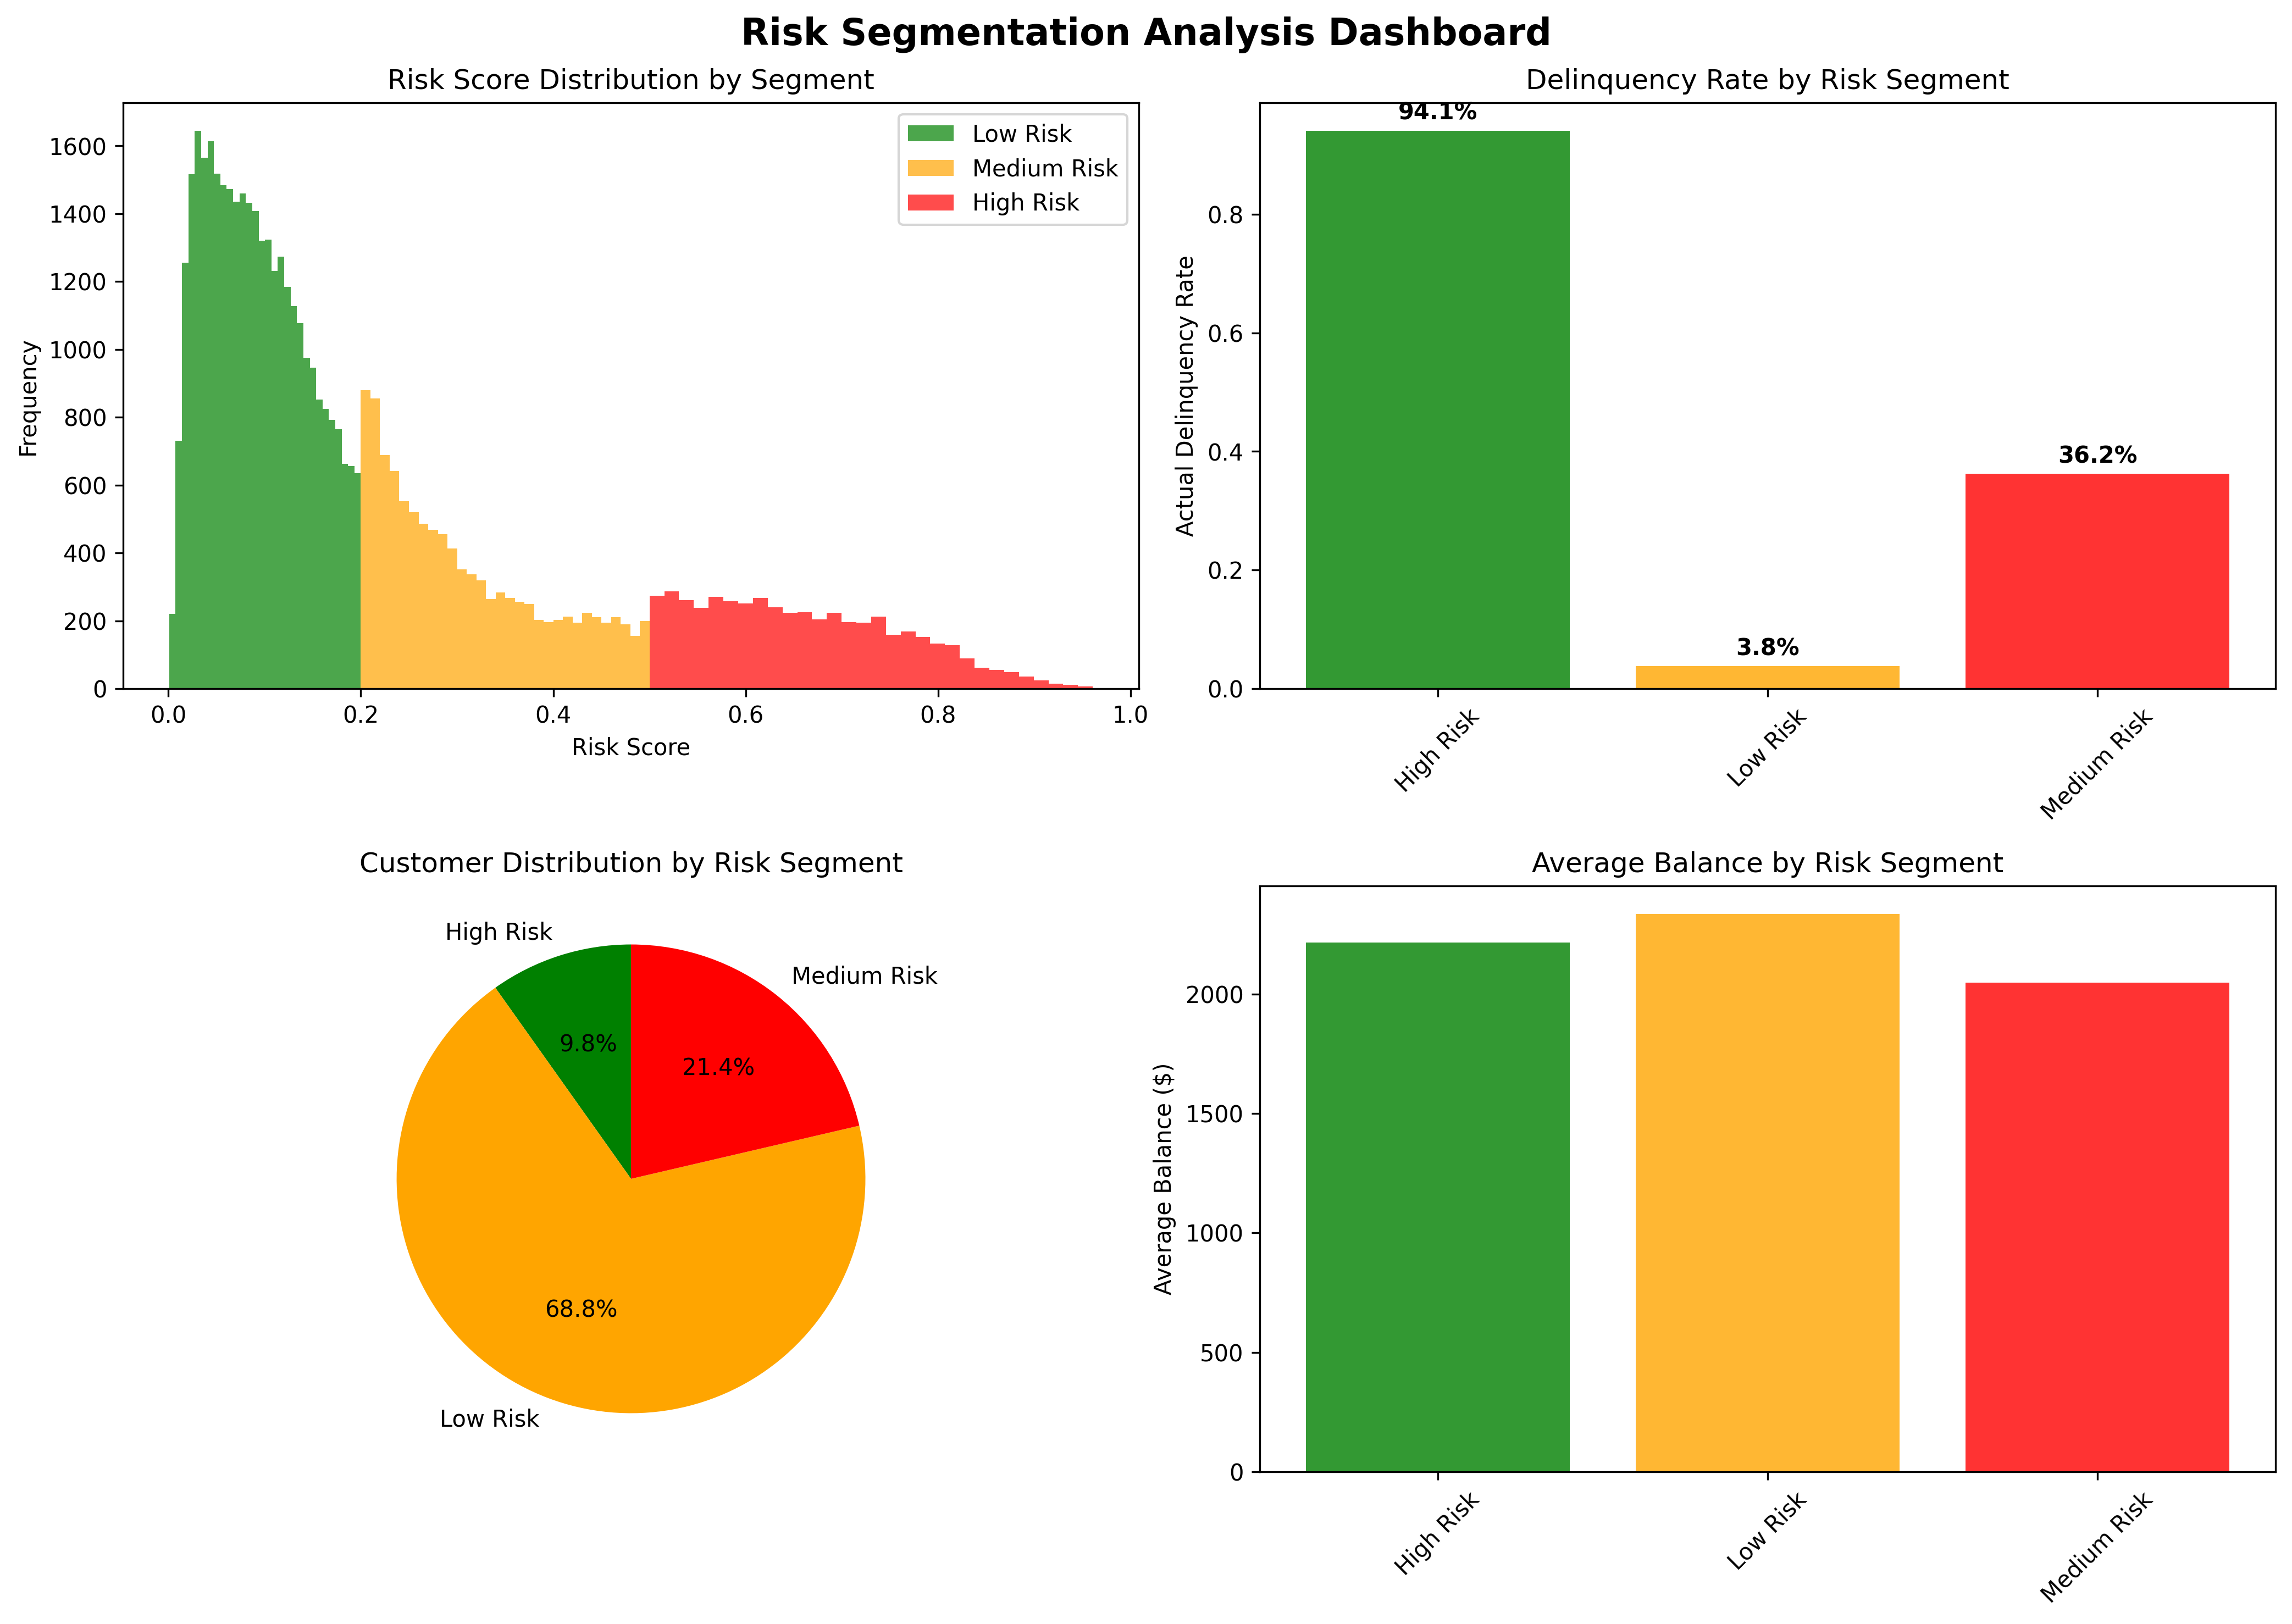 Risk Segmentation Analysis Dashboard
Risk Score Distribution by Segment
Low Risk
Medium Risk
High Risk
Frequency
1600
1400
1200
1000
800
600
400
200
0
0.0 0.2 0.4 0.6 0.8 1.0
Risk Score
Delinquency Rate by Risk Segment
94.1%
3.8%
36.2%
Actual Delinquency Rate
0.8
0.6
0.4
0.2
0.0
High Risk
Low Risk
Medium Risk
Customer Distribution by Risk Segment
High Risk
Medium Risk
9.8%
21.4%
68.8%
Low Risk
Average Balance by Risk Segment
Average Balance ($)
2000
1500
1000
500
0
High Risk
Low Risk
Medium Risk